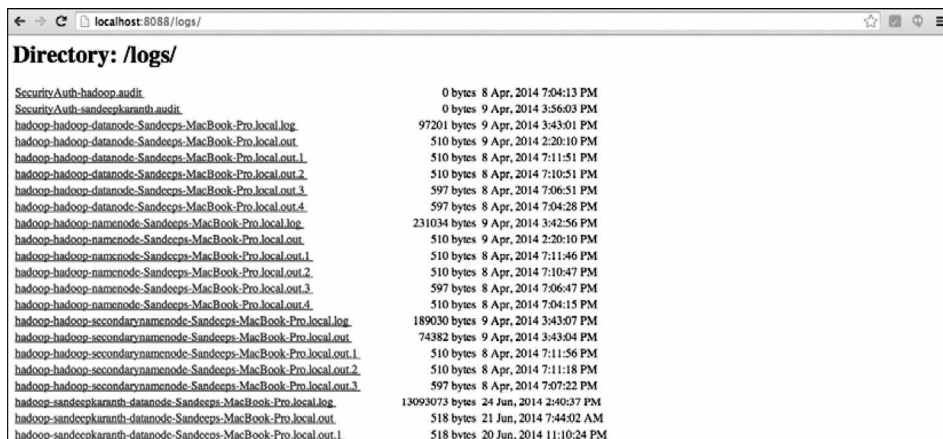 localhost:8088/logs/
Directory: /logs/
SecurityAuth-hadoop.audit 0 bytes 8 Apr, 2014 7:04:13 PM
SecurityAuth-sandeepkaranth.audit 0 bytes 9 Apr, 2014 3:56:03 PM
hadoop-hadoop-datanode-Sandeeps-MacBook-Pro.local.log 97201 bytes 9 Apr, 2014 3:43:01 PM
hadoop-hadoop-datanode-Sandeeps-MacBook-Pro.local.out 510 bytes 9 Apr, 2014 2:20:10 PM
hadoop-hadoop-datanode-Sandeeps-MacBook-Pro.local.out.1 510 bytes 8 Apr, 2014 7:11:51 PM
hadoop-hadoop-datanode-Sandeeps-MacBook-Pro.local.out.2 510 bytes 8 Apr, 2014 7:10:51 PM
hadoop-hadoop-datanode-Sandeeps-MacBook-Pro.local.out.3 597 bytes 8 Apr, 2014 7:06:51 PM
hadoop-hadoop-datanode-Sandeeps-MacBook-Pro.local.out.4 597 bytes 8 Apr, 2014 7:04:28 PM
hadoop-hadoop-namenode-Sandeeps-MacBook-Pro.local.log 231034 bytes 9 Apr, 2014 3:42:56 PM
hadoop-hadoop-namenode-Sandeeps-MacBook-Pro.local.out 510 bytes 9 Apr, 2014 2:20:10 PM
hadoop-hadoop-namenode-Sandeeps-MacBook-Pro.local.out.1 510 bytes 8 Apr, 2014 7:11:46 PM
hadoop-hadoop-namenode-Sandeeps-MacBook-Pro.local.out.2 510 bytes 8 Apr, 2014 7:10:47 PM
hadoop-hadoop-namenode-Sandeeps-MacBook-Pro.local.out.3 597 bytes 8 Apr, 2014 7:06:47 PM
hadoop-hadoop-namenode-Sandeeps-MacBook-Pro.local.out.4 510 bytes 8 Apr, 2014 7:04:15 PM
hadoop-hadoop-secondarynamenode-Sandeeps-MacBook-Pro.local.log 189030 bytes 9 Apr, 2014 3:43:07 PM
hadoop-hadoop-secondarynamenode-Sandeeps-MacBook-Pro.local.out 74382 bytes 9 Apr, 2014 3:43:04 PM
hadoop-hadoop-secondarynamenode-Sandeeps-MacBook-Pro.local.out.1 510 bytes 8 Apr, 2014 7:11:56 PM
hadoop-hadoop-secondarynamenode-Sandeeps-MacBook-Pro.local.out.2 510 bytes 8 Apr, 2014 7:11:18 PM
hadoop-hadoop-secondarynamenode-Sandeeps-MacBook-Pro.local.out.3 597 bytes 8 Apr, 2014 7:07:22 PM
hadoop-sandeepkaranth-datanode-Sandeeps-MacBook-Pro.local.log 13093073 bytes 24 Jun, 2014 2:40:37 PM
hadoop-sandeepkaranth-datanode-Sandeeps-MacBook-Pro.local.out 518 bytes 21 Jun, 2014 7:44:02 AM
hadoop-sandeepkaranth-datanode-Sandeeps-MacBook-Pro.local.out.1 518 bytes 20 Jun, 2014 11:10:24 PM